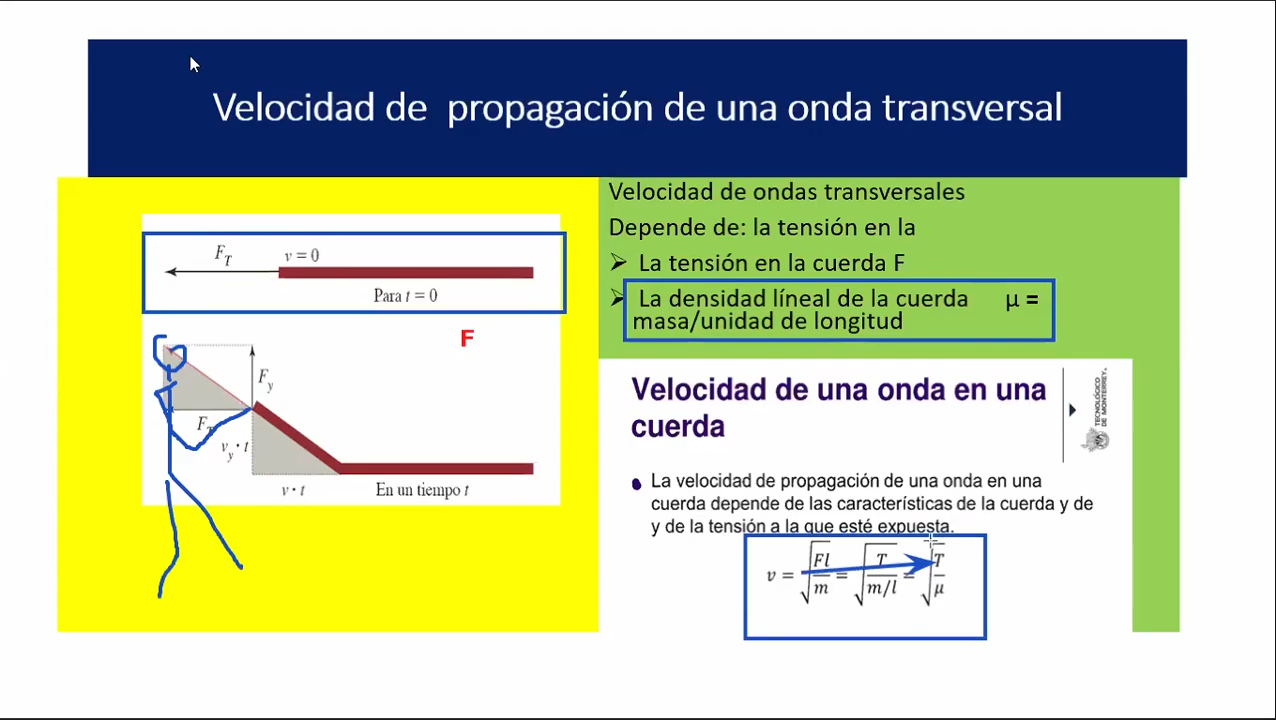 Velocidad de propagación de una onda transversal
F_T
v = 0
Para t = 0
F
F_y
F_T
v_y · t
v · t
En un tiempo t
Velocidad de ondas transversales
Depende de: la tensión en la
➢ La tensión en la cuerda F
➢ La densidad líneal de la cuerda μ =
masa/unidad de longitud
Velocidad de una onda en una
cuerda
TECNOLÓGICO
DE MONTERREY.
• La velocidad de propagación de una onda en una
cuerda depende de las características de la cuerda y de
y de la tensión a la que esté expuesta.
v = √(Fl/m) = √(T/(m/l)) = √(T/μ)